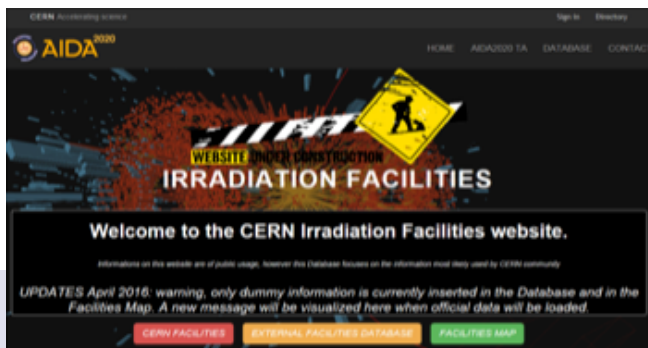 CERN Accelerating science
Sign In Directory
AIDA2020
HOME AIDA2020 TA DATABASE CONTAC
WEBSITE UNDER CONSTRUCTION
IRRADIATION FACILITIES
Welcome to the CERN Irradiation Facilities website.
Informations on this website are of public usage, however this Database focuses on the information most likely used by CERN community
UPDATES April 2016: warning, only dummy information is currently inserted in the Database and in the
Facilities Map. A new message will be visualized here when official data will be loaded.
CERN FACILITIES EXTERNAL FACILITIES DATABASE FACILITIES MAP